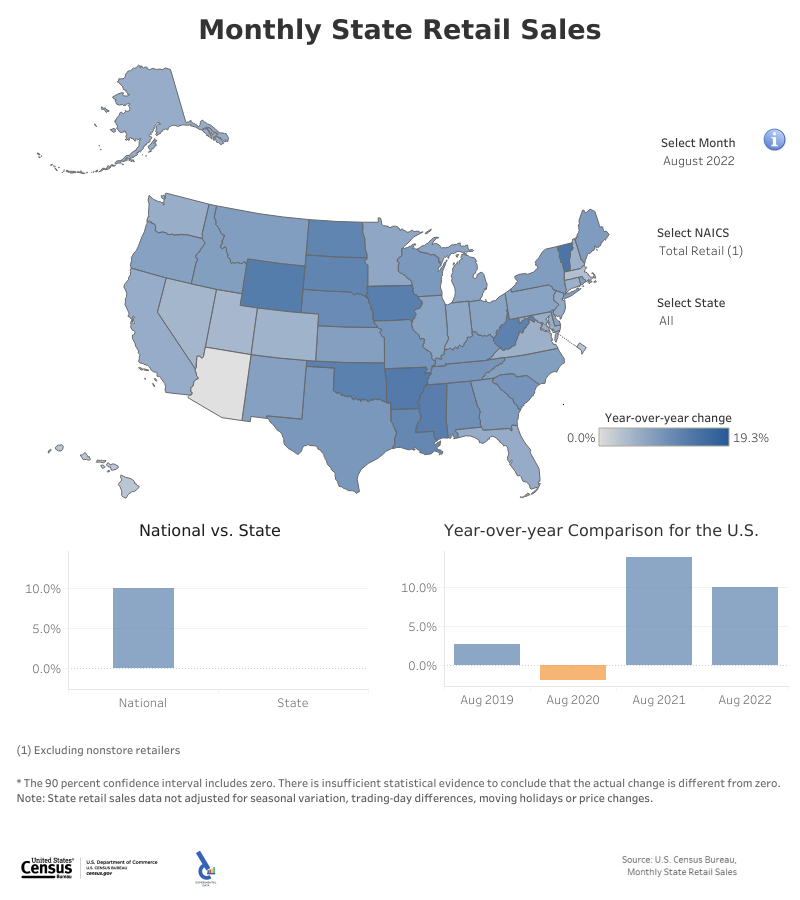 Monthly State Retail Sales
Select Month
August 2022
Select NAICS
Total Retail (1)
Select State
All
Year-over-year change
0.0%
19.3%
National vs. State
10.0%
5.0%
0.0%
National
State
Year-over-year Comparison for the U.S.
10.0%
5.0%
0.0%
Aug 2019
Aug 2020
Aug 2021
Aug 2022
(1) Excluding nonstore retailers
* The 90 percent confidence interval includes zero. There is insufficient statistical evidence to conclude that the actual change is different from zero.
Note: State retail sales data not adjusted for seasonal variation, trading-day differences, moving holidays or price changes.
United States®
Census
Bureau
U.S. Department of Commerce
U.S. CENSUS BUREAU
census.gov
EXPERIMENTAL
DATA
Source: U.S. Census Bureau,
Monthly State Retail Sales